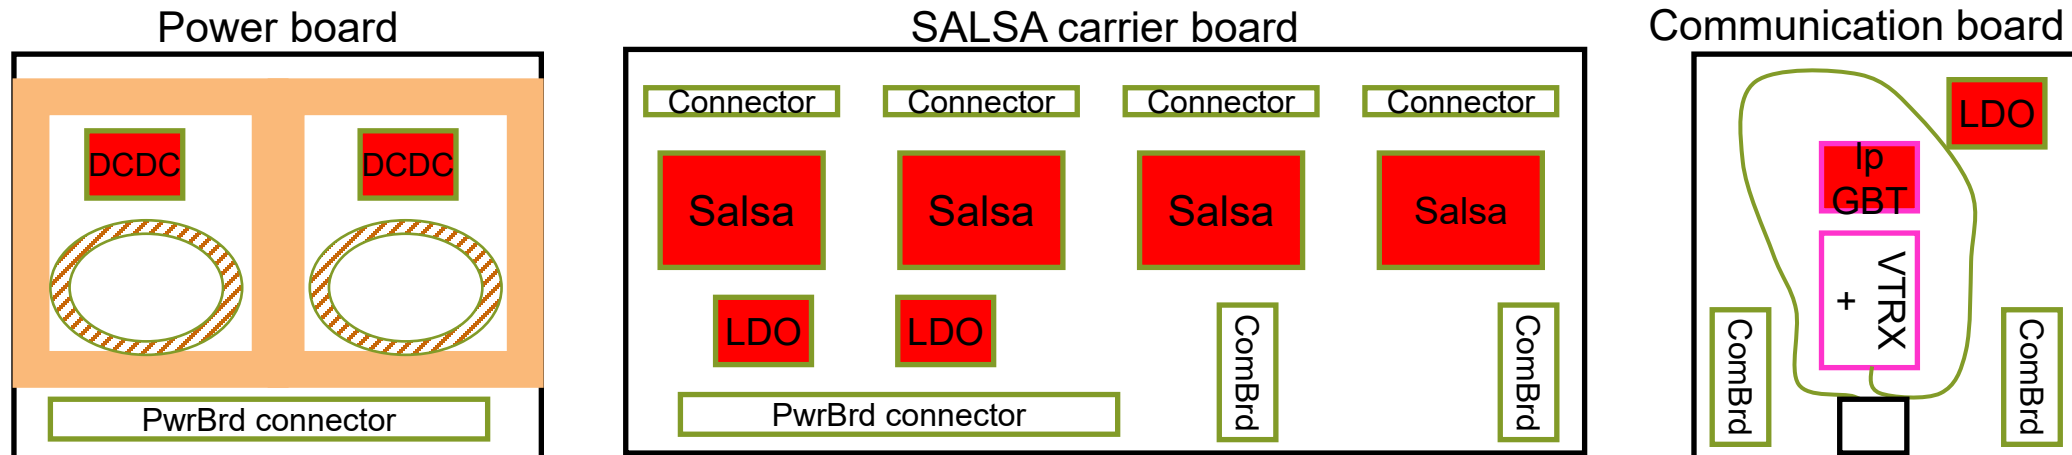 Power board
SALSA carrier board
Communication board
DCDC
DCDC
PwrBrd connector
Connector
Connector
Connector
Connector
Salsa
Salsa
Salsa
Salsa
LDO
LDO
ComBrd
ComBrd
PwrBrd connector
LDO
lp
GBT
VTRX
+
ComBrd
ComBrd